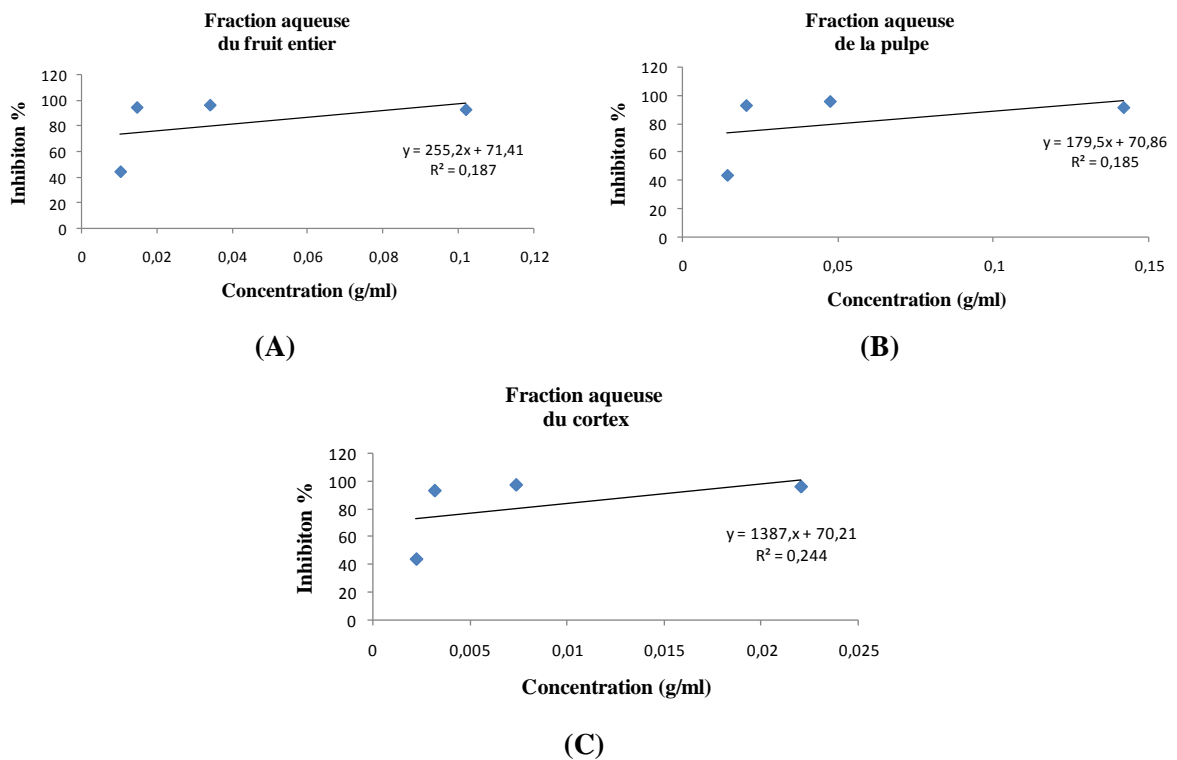 Fraction aqueuse
du fruit entier
120
100
80
60
40
20
0
Inhibiton %
y = 255,2x + 71,41
R² = 0,187
0 0,02 0,04 0,06 0,08 0,1 0,12
Concentration (g/ml)
(A)
Fraction aqueuse
de la pulpe
120
100
80
60
40
20
0
Inhibiton %
y = 179,5x + 70,86
R² = 0,185
0 0,05 0,1 0,15
Concentration (g/ml)
(B)
Fraction aqueuse
du cortex
120
100
80
60
40
20
0
Inhibiton %
y = 1387,x + 70,21
R² = 0,244
0 0,005 0,01 0,015 0,02 0,025
Concentration (g/ml)
(C)